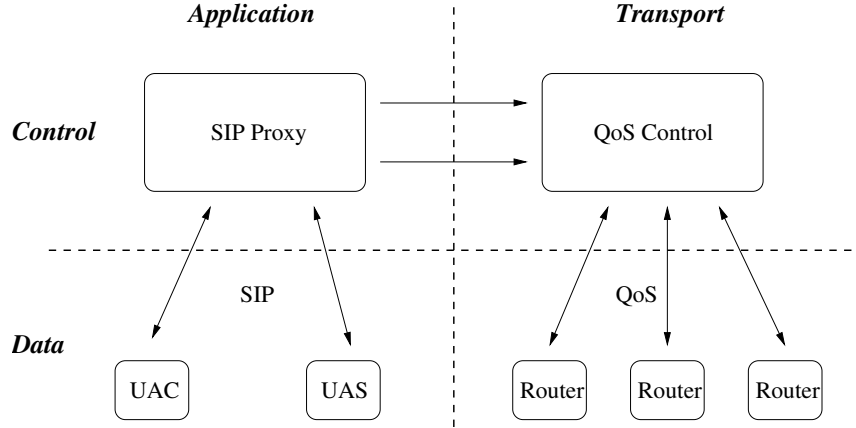 Application
Transport
Control
SIP Proxy
QoS Control
SIP
QoS
Data
UAC
UAS
Router
Router
Router